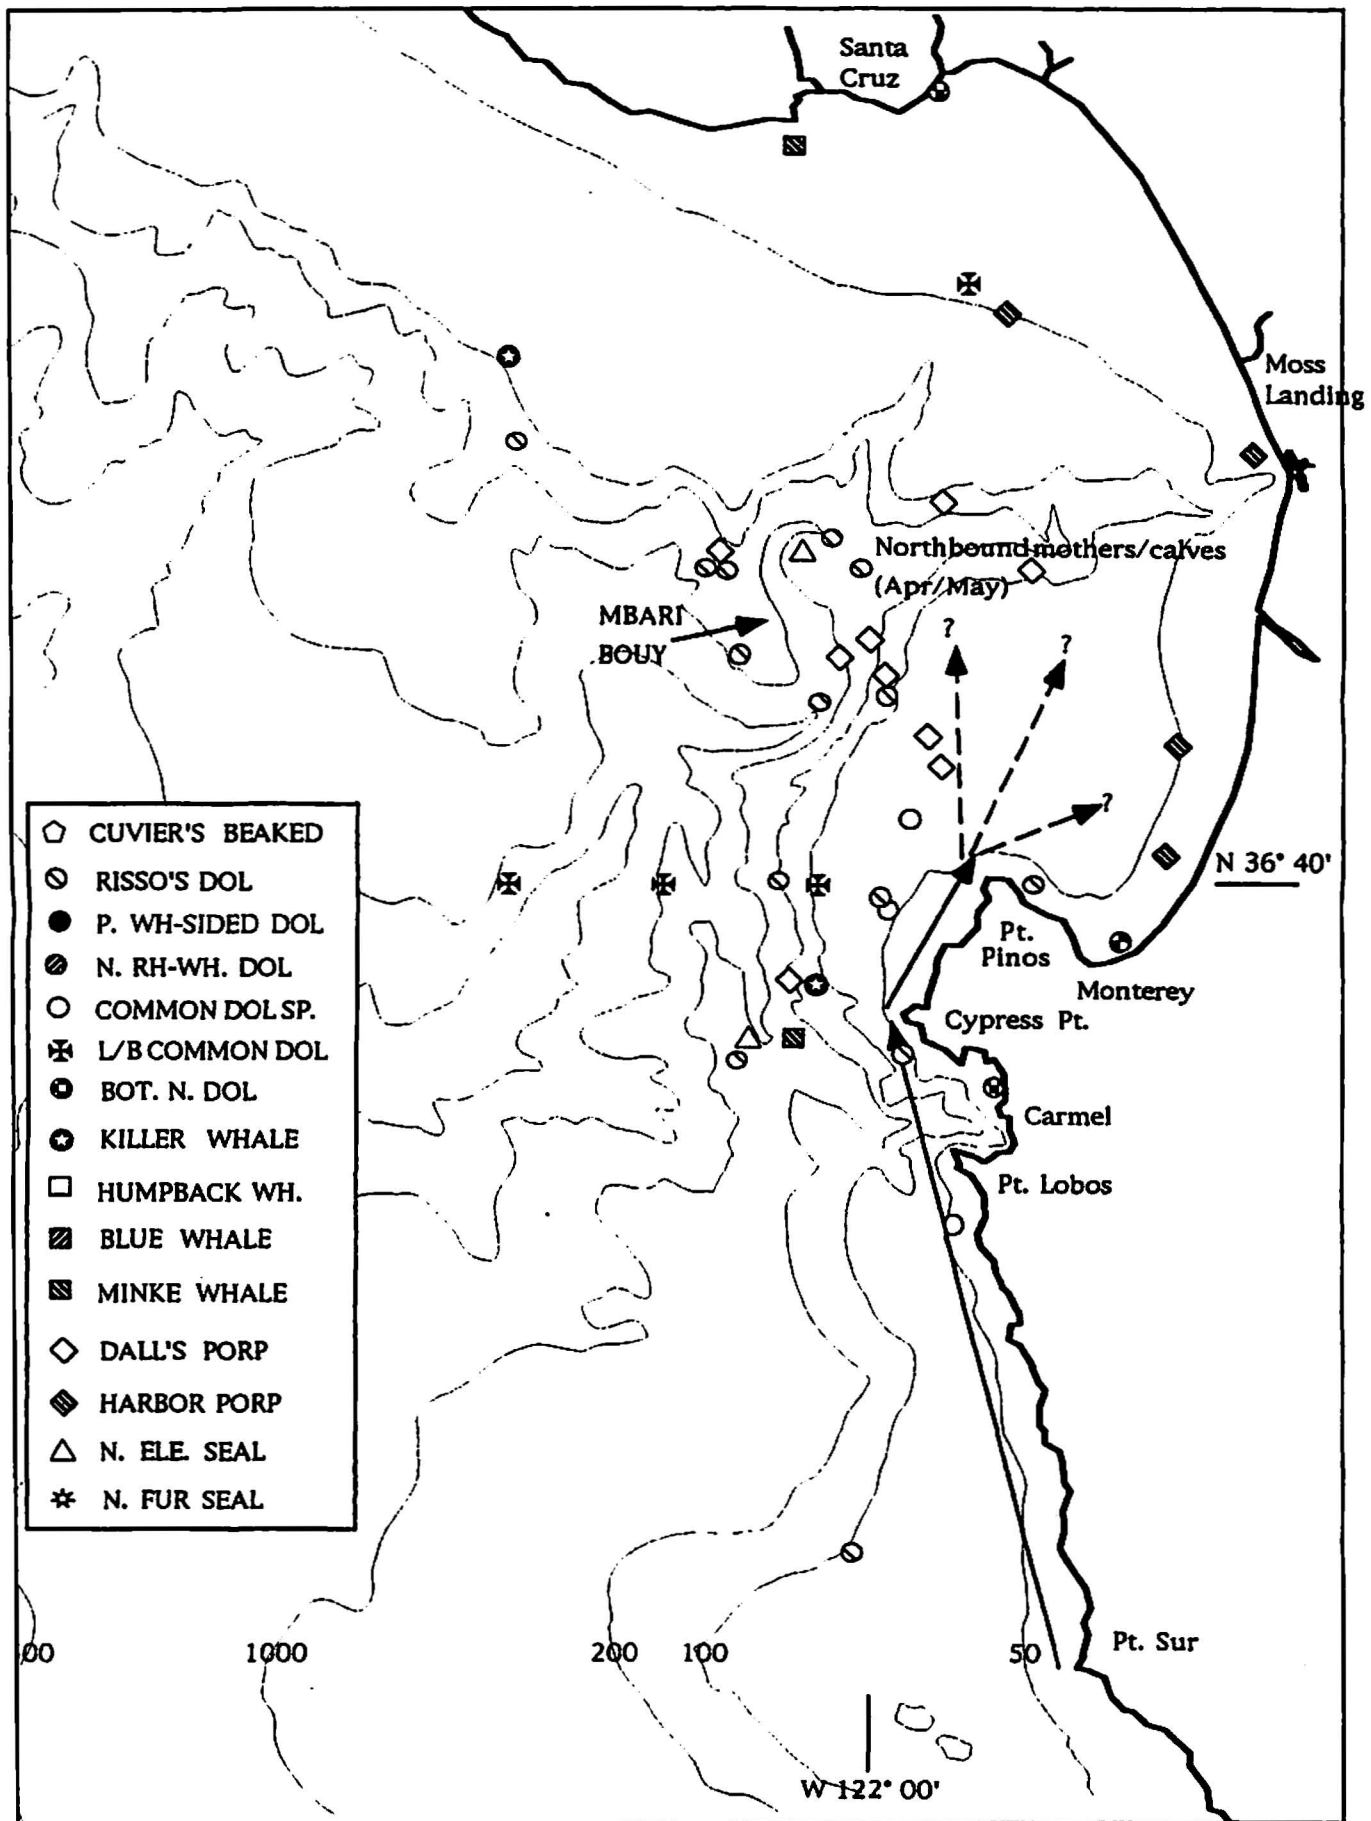 Santa
Cruz
Moss
Landing
Northbound mothers/calves
(Apr/May)
MBARI
BOUY
?
?
?
N 36° 40'
CUVIER'S BEAKED
RISSO'S DOL
P. WH-SIDED DOL
N. RH-WH. DOL
COMMON DOL SP.
L/B COMMON DOL
BOT. N. DOL
KILLER WHALE
HUMPBACK WH.
BLUE WHALE
MINKE WHALE
DALL'S PORP
HARBOR PORP
N. ELE. SEAL
N. FUR SEAL
Pt.
Pinos
Monterey
Cypress Pt.
Carmel
Pt. Lobos
Pt. Sur
1000 200 100 50
W 122° 00'